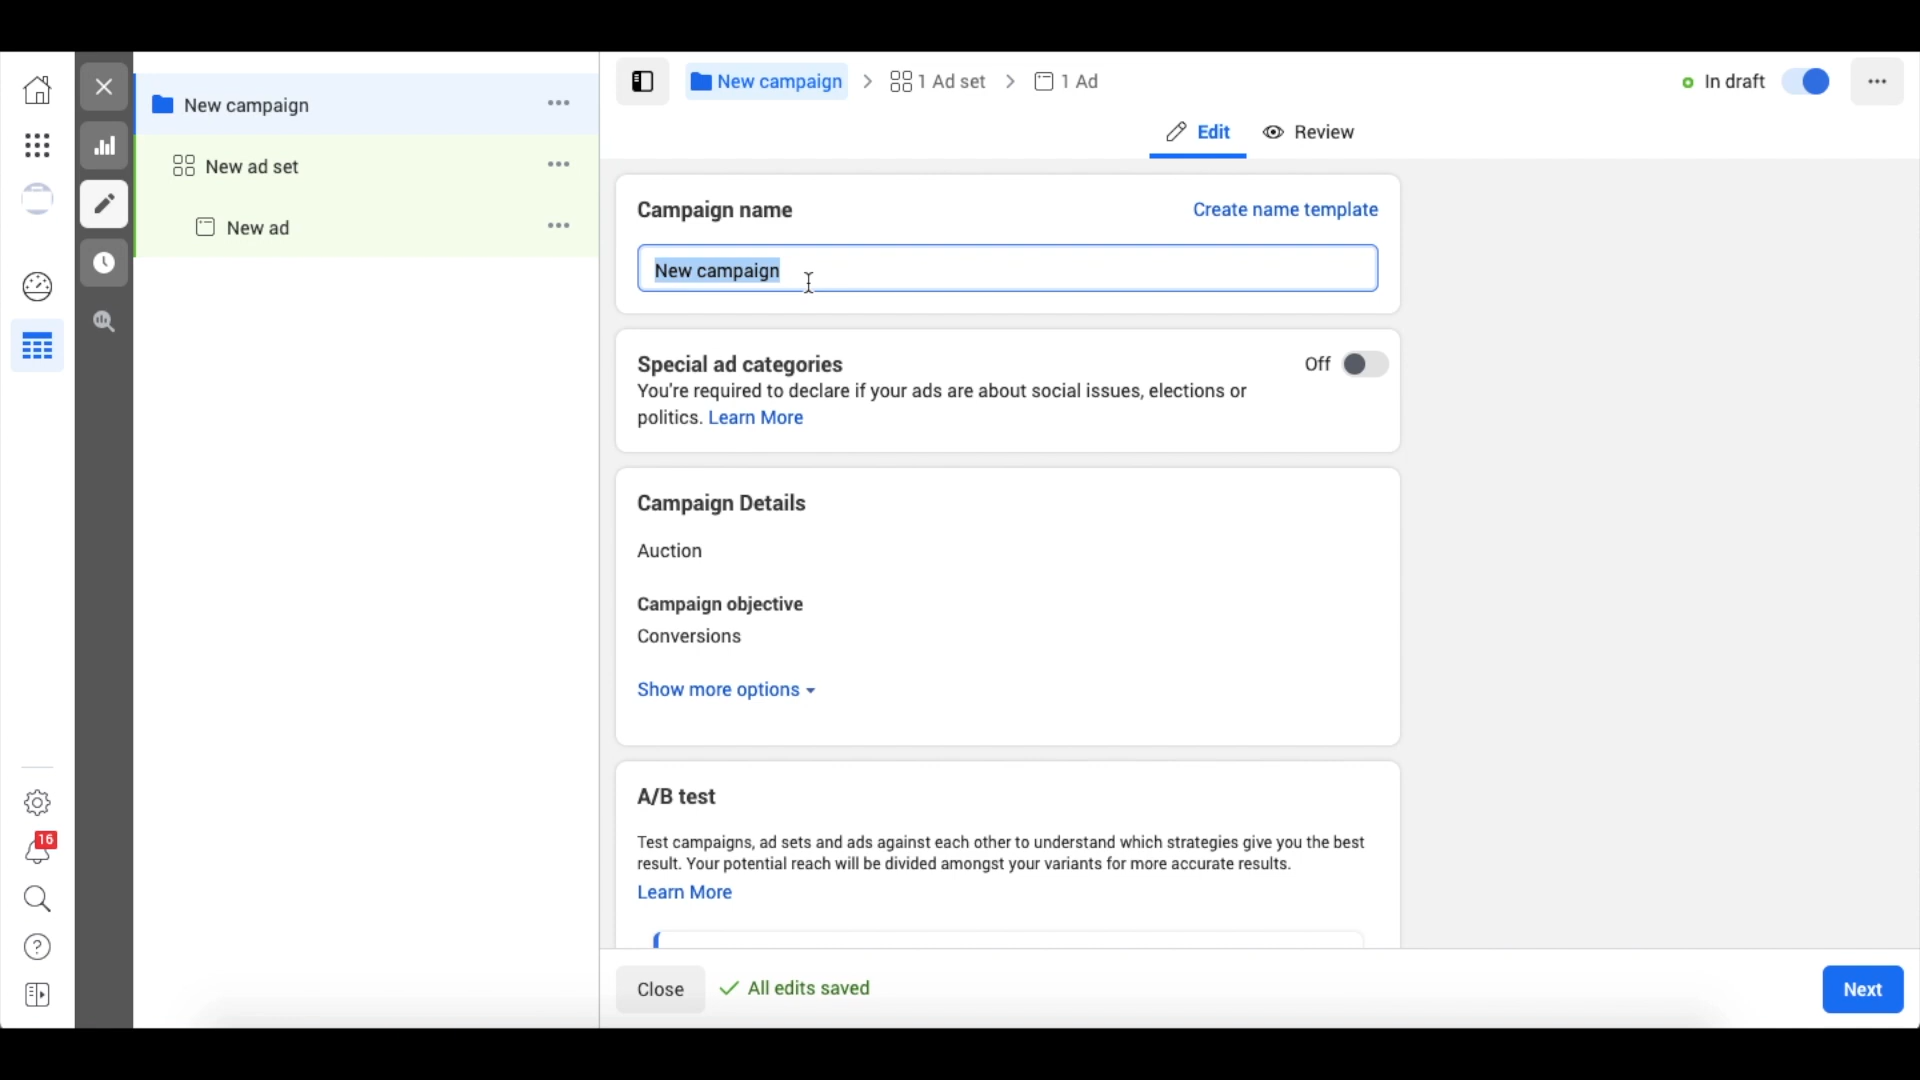 New campaign
New ad set
New ad
16
New campaign
1 Ad set
1 Ad
In draft
Edit
Review
Campaign name
Create name template
New campaign
Special ad categories
Off
You're required to declare if your ads are about social issues, elections or
politics. Learn More
Campaign Details
Auction
Campaign objective
Conversions
Show more options
A/B test
Test campaigns, ad sets and ads against each other to understand which strategies give you the best
result. Your potential reach will be divided amongst your variants for more accurate results.
Learn More
Close
All edits saved
Next